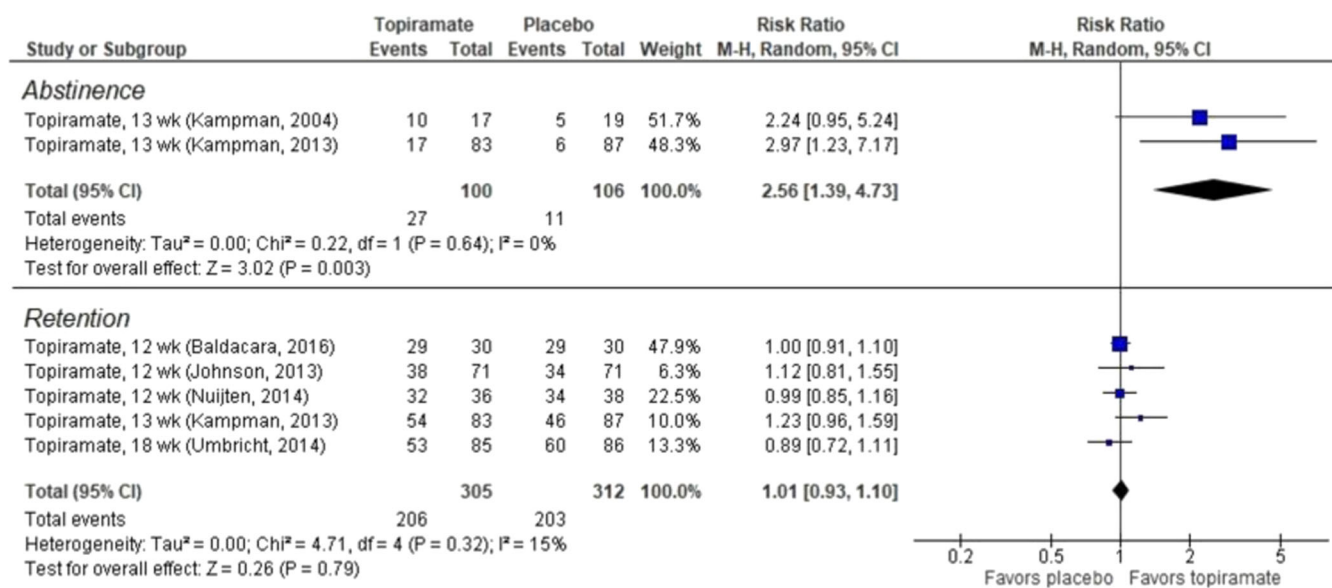 Topiramate Placebo Risk Ratio Risk Ratio
Study or Subgroup Events Total Events Total Weight M-H, Random, 95% CI M-H, Random, 95% CI
Abstinence
Topiramate, 13 wk (Kampman, 2004) 10 17 5 19 51.7% 2.24 [0.95, 5.24]
Topiramate, 13 wk (Kampman, 2013) 17 83 6 87 48.3% 2.97 [1.23, 7.17]
Total (95% CI) 100 106 100.0% 2.56 [1.39, 4.73]
Total events 27 11
Heterogeneity: Tau² = 0.00; Chi² = 0.22, df = 1 (P = 0.64); I² = 0%
Test for overall effect: Z = 3.02 (P = 0.003)
Retention
Topiramate, 12 wk (Baldacara, 2016) 29 30 29 30 47.9% 1.00 [0.91, 1.10]
Topiramate, 12 wk (Johnson, 2013) 38 71 34 71 6.3% 1.12 [0.81, 1.55]
Topiramate, 12 wk (Nuijten, 2014) 32 36 34 38 22.5% 0.99 [0.85, 1.16]
Topiramate, 13 wk (Kampman, 2013) 54 83 46 87 10.0% 1.23 [0.96, 1.59]
Topiramate, 18 wk (Umbricht, 2014) 53 85 60 86 13.3% 0.89 [0.72, 1.11]
Total (95% CI) 305 312 100.0% 1.01 [0.93, 1.10]
Total events 206 203
Heterogeneity: Tau² = 0.00; Chi² = 4.71, df = 4 (P = 0.32); I² = 15%
Test for overall effect: Z = 0.26 (P = 0.79)
0.2 0.5 1 2 5
Favors placebo Favors topiramate